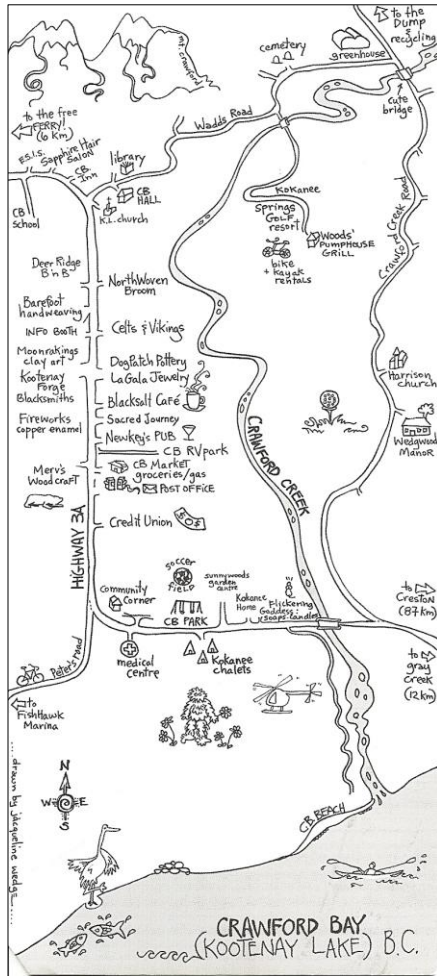 to the
Dump
&
recycling
cemetery
greenhouse
mt. crawford
cute
bridge
Wadds Road
to the free
FERRY!
(6 km)
E.S.I.S.
Sapphire Hair
Salon
CB
Inn
library
CB
HALL
K.L. church
CB
School
Kokanee
Springs
Golf
resort
Woods'
PUMPHOUSE
GRILL
bike
+ kayak
rentals
Crawford Creek Road
Deer Ridge
B'n B
NorthWoven
Broom
Barefoot
handweaving
INFO BOOTH
Celts & Vikings
Moonrakings
clay art
DogPatch Pottery
Kootenay
Forge
Blacksmiths
LaGala Jewelry
Blacksalt Café
Fireworks
copper enamel
Sacred Journey
Newkey's PUB
CB RV park
Merv's
Woodcraft
CB Market
groceries/gas
POST OFFICE
Credit Union
HIGHWAY 3A
CRAWFORD CREEK
Harrison
church
Wedgwood
Manor
soccer
field
CB PARK
sunnywoods
garden
centre
Kokanee
Home
Flickering
Goddess:
soaps. candles
Community
Corner
medical
centre
Kokanee
chalets
to
Creston
(87 km)
to
gray
Creek
(12 km)
Peters road
to
FishHawk
Marina
N
W E
S
CB BEACH
....drawn by jacqueline wedge.....
CRAWFORD BAY
(KOOTENAY LAKE) B.C.